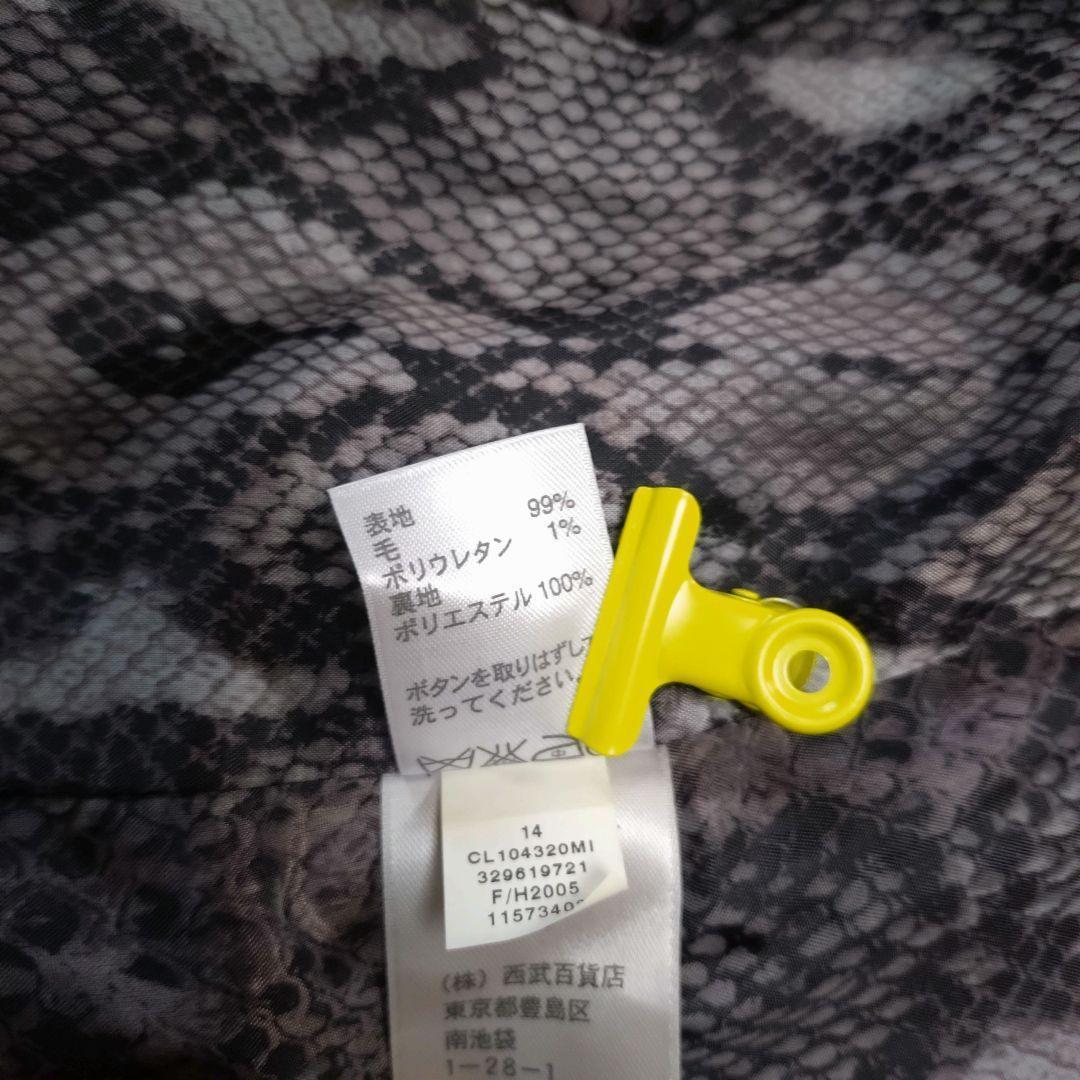 表地
毛 99%
ポリウレタン 1%
裏地
ポリエステル 100%
ボタンを取りはずして
洗ってください。
14
CL104320MI
329619721
F/H2005
1157340
(株) 西武百貨店
東京都豊島区
南池袋
1-28-1